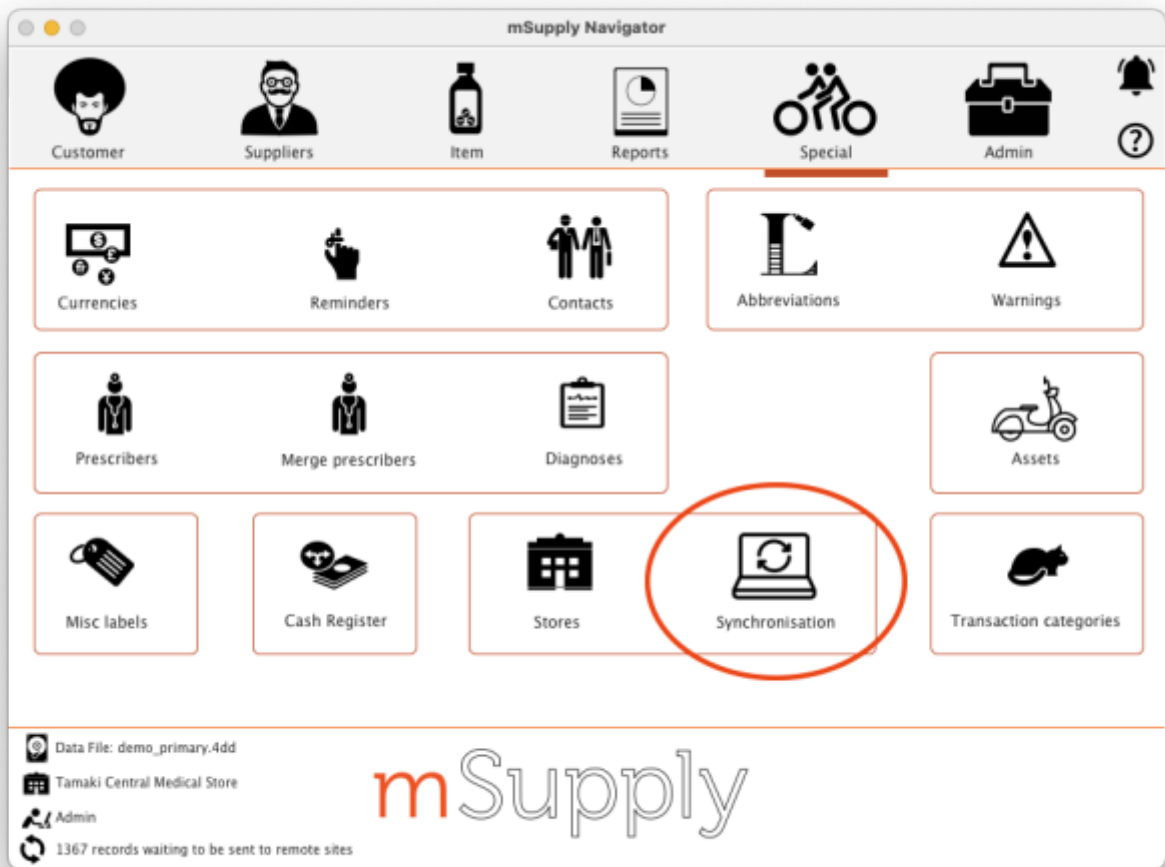 mSupply Navigator
Customer
Suppliers
Item
Reports
Special
Admin
Currencies
Reminders
Contacts
Abbreviations
Warnings
Prescribers
Merge prescribers
Diagnoses
Assets
Misc labels
Cash Register
Stores
Synchronisation
Transaction categories
Data File: demo_primary.4dd
Tamaki Central Medical Store
Admin
1367 records waiting to be sent to remote sites
mSupply